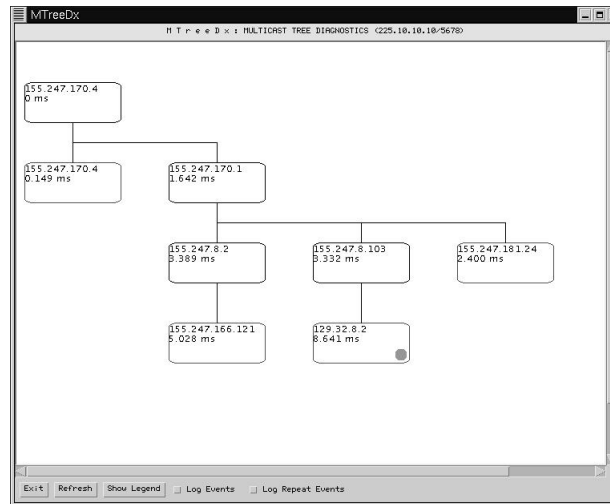 MTreeDx
M T r e e D x : MULTICAST TREE DIAGNOSTICS (225.10.10.10/5678)
155.247.170.4
0 ms
155.247.170.4
0.149 ms
155.247.170.1
1.642 ms
155.247.8.2
3.389 ms
155.247.8.103
3.332 ms
155.247.181.24
2.400 ms
155.247.166.121
5.028 ms
129.32.8.2
8.641 ms
Exit Refresh Show Legend Log Events Log Repeat Events